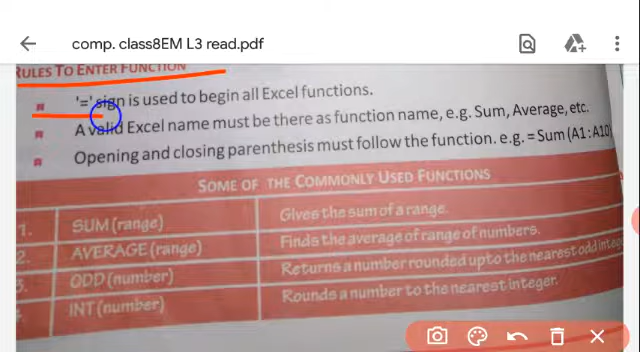 comp. class8EM L3 read.pdf
RULES TO ENTER FUNCTION
'=' sign is used to begin all Excel functions.
A valid Excel name must be there as function name, e.g. Sum, Average, etc.
Opening and closing parenthesis must follow the function. e.g. = Sum (A1 : A10)
SOME OF THE COMMONLY USED FUNCTIONS
1. SUM (range) Gives the sum of a range.
2. AVERAGE (range) Finds the average of range of numbers.
3. ODD (number) Returns a number rounded upto the nearest odd
INT (number) Rounds a number to the nearest integer.